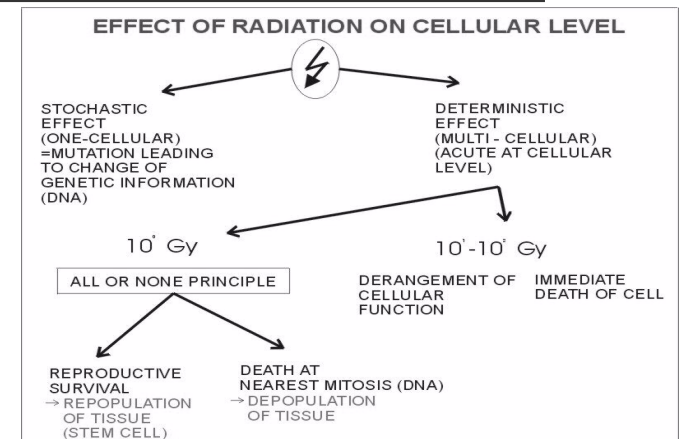 EFFECT OF RADIATION ON CELLULAR LEVEL
STOCHASTIC
EFFECT
(ONE-CELLULAR)
=MUTATION LEADING
TO CHANGE OF
GENETIC INFORMATION
(DNA)
DETERMINISTIC
EFFECT
(MULTI - CELLULAR)
(ACUTE AT CELLULAR
LEVEL)
10° Gy
ALL OR NONE PRINCIPLE
REPRODUCTIVE
SURVIVAL
→ REPOPULATION
OF TISSUE
(STEM CELL)
DEATH AT
NEAREST MITOSIS (DNA)
→ DEPOPULATION
OF TISSUE
10¹-10² Gy
DERANGEMENT OF
CELLULAR
FUNCTION
IMMEDIATE
DEATH OF CELL